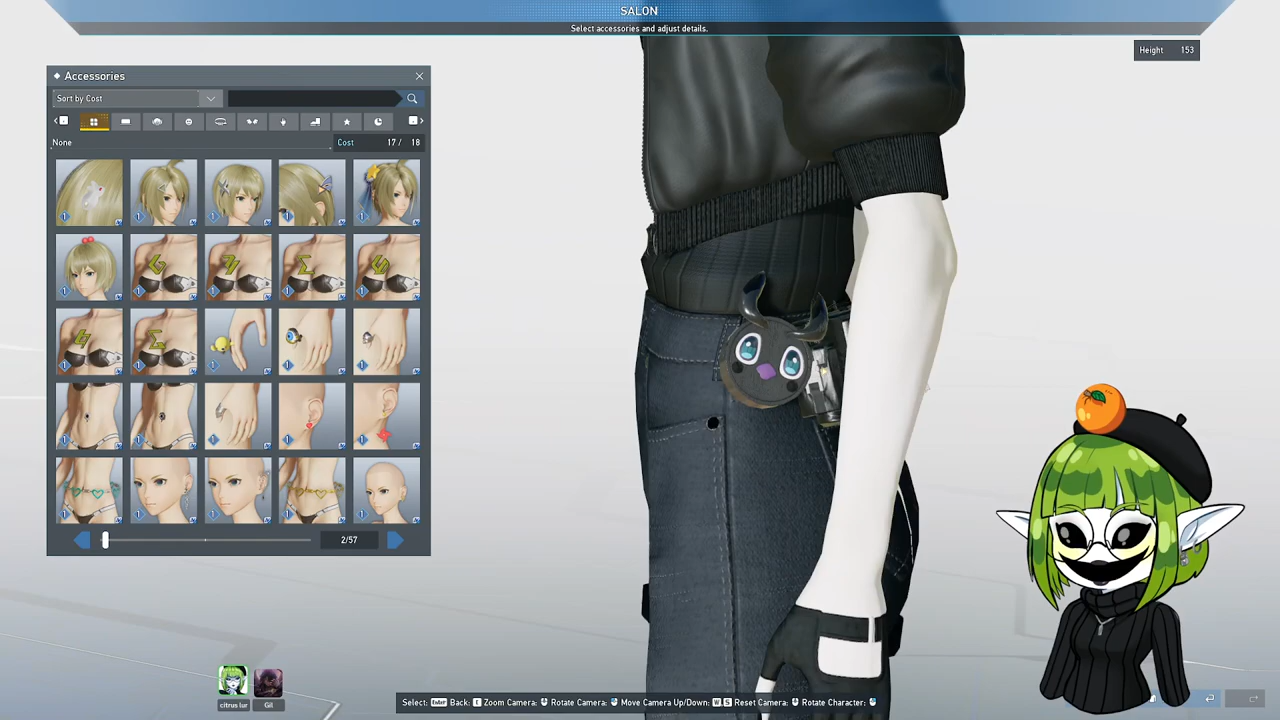 SALON
Select accessories and adjust details.
Height 153
Accessories
Sort by Cost
None
Cost 17 / 18
2/57
citrus lur
Gil
Select: Enter Back: Zoom Camera: Rotate Camera: Move Camera Up/Down: W, S Reset Camera: Rotate Character: